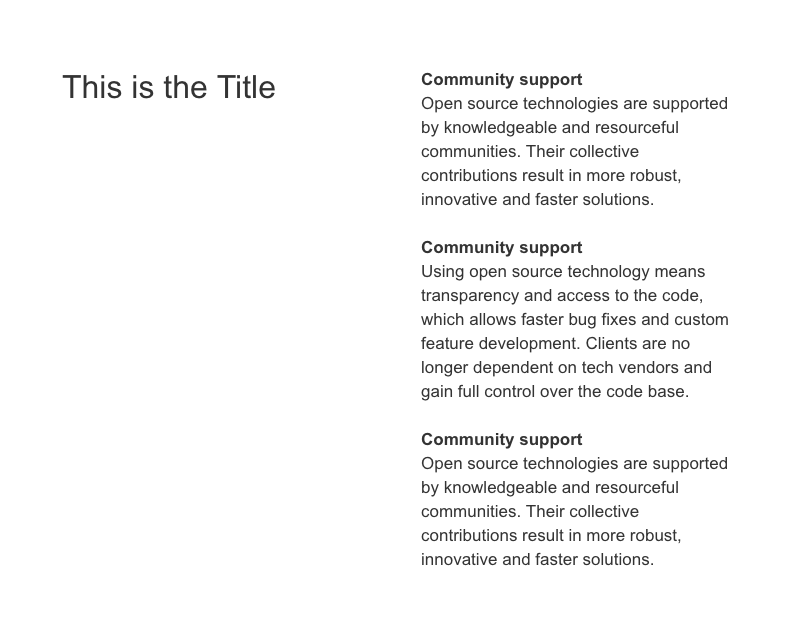 This is the Title
Community support
Open source technologies are supported
by knowledgeable and resourceful
communities. Their collective
contributions result in more robust,
innovative and faster solutions.
Community support
Using open source technology means
transparency and access to the code,
which allows faster bug fixes and custom
feature development. Clients are no
longer dependent on tech vendors and
gain full control over the code base.
Community support
Open source technologies are supported
by knowledgeable and resourceful
communities. Their collective
contributions result in more robust,
innovative and faster solutions.